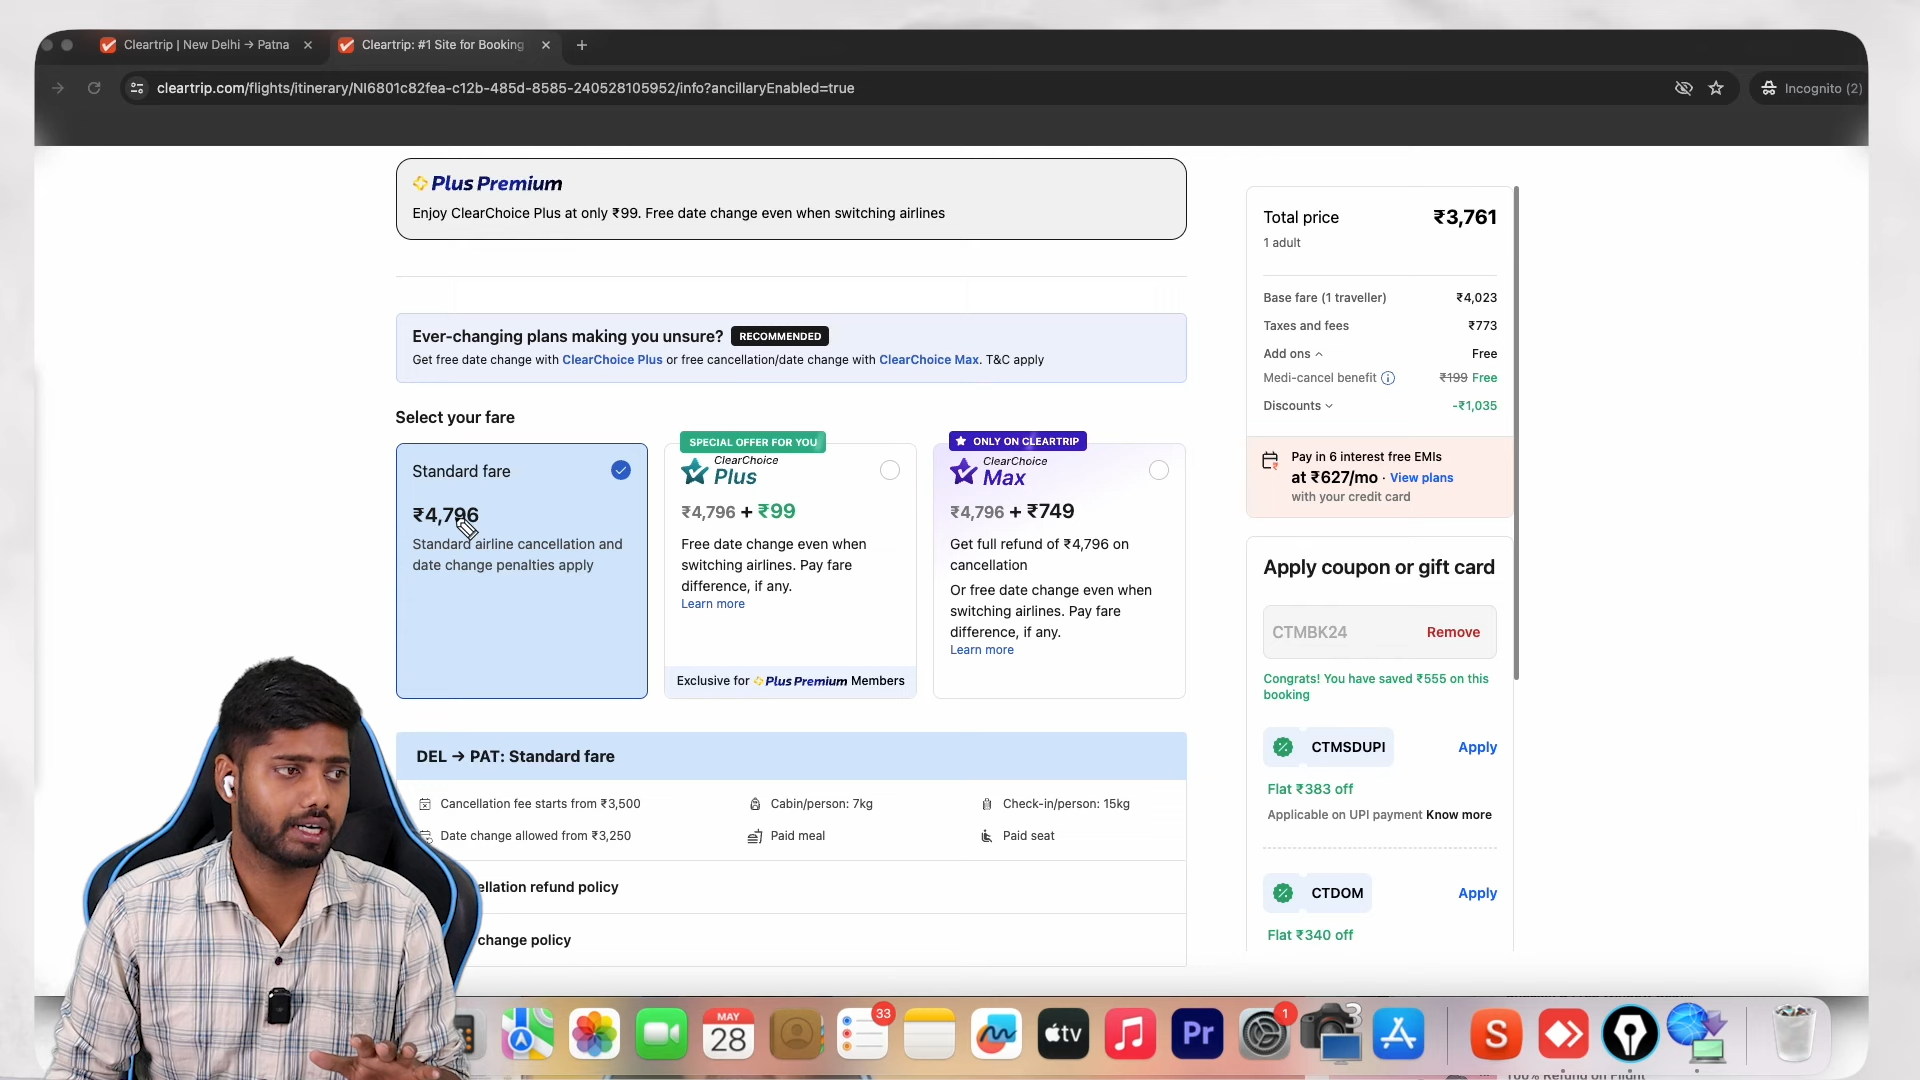 Cleartrip | New Delhi → Patna
Cleartrip: #1 Site for Booking
cleartrip.com/flights/itinerary/NI6801c82fea-c12b-485d-8585-240528105952/info?ancillaryEnabled=true
Incognito (2)
Plus Premium
Enjoy ClearChoice Plus at only ₹99. Free date change even when switching airlines
Ever-changing plans making you unsure? RECOMMENDED
Get free date change with ClearChoice Plus or free cancellation/date change with ClearChoice Max. T&C apply
Select your fare
Standard fare
₹4,796
Standard airline cancellation and
date change penalties apply
SPECIAL OFFER FOR YOU
ClearChoice
Plus
₹4,796 + ₹99
Free date change even when
switching airlines. Pay fare
difference, if any.
Learn more
Exclusive for Plus Premium Members
ONLY ON CLEARTRIP
ClearChoice
Max
₹4,796 + ₹749
Get full refund of ₹4,796 on
cancellation
Or free date change even when
switching airlines. Pay fare
difference, if any.
Learn more
DEL → PAT: Standard fare
Cancellation fee starts from ₹3,500
Cabin/person: 7kg
Check-in/person: 15kg
Date change allowed from ₹3,250
Paid meal
Paid seat
ellation refund policy
change policy
Total price ₹3,761
1 adult
Base fare (1 traveller) ₹4,023
Taxes and fees ₹773
Add ons Free
Medi-cancel benefit ₹199 Free
Discounts -₹1,035
Pay in 6 interest free EMIs
at ₹627/mo · View plans
with your credit card
Apply coupon or gift card
CTMBK24 Remove
Congrats! You have saved ₹555 on this
booking
CTMSDUPI Apply
Flat ₹383 off
Applicable on UPI payment Know more
CTDOM Apply
Flat ₹340 off
MAY
28
33
tv
Pr
1
3
S